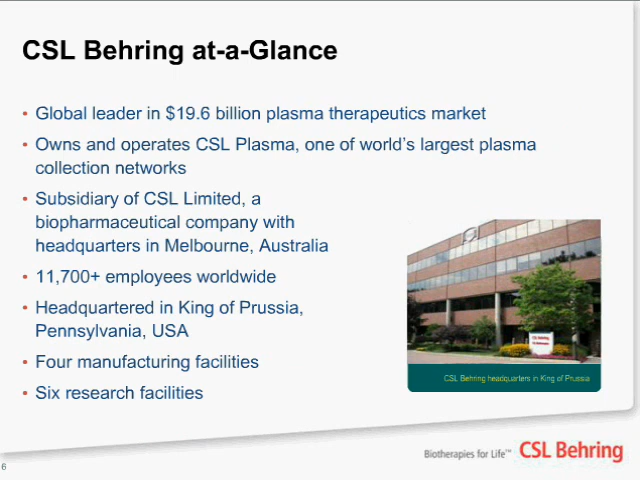 CSL Behring at-a-Glance
• Global leader in $19.6 billion plasma therapeutics market
• Owns and operates CSL Plasma, one of world's largest plasma
collection networks
• Subsidiary of CSL Limited, a
biopharmaceutical company with
headquarters in Melbourne, Australia
• 11,700+ employees worldwide
• Headquartered in King of Prussia,
Pennsylvania, USA
• Four manufacturing facilities
• Six research facilities
CSL Behring
CSL Behring headquarters in King of Prussia
Biotherapies for Life™ CSL Behring
6